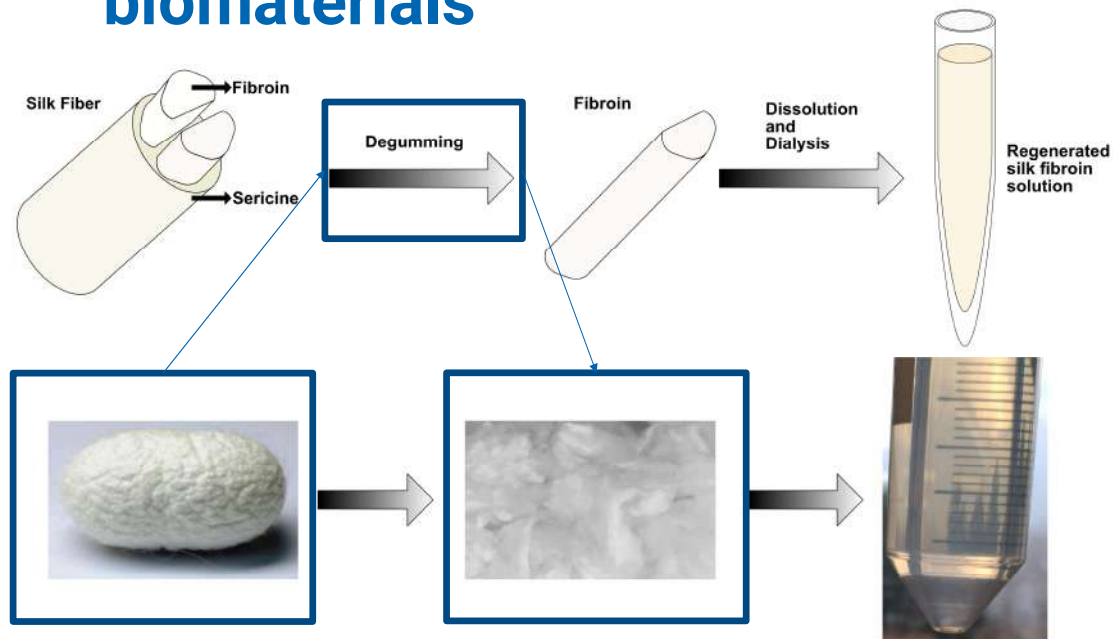 biomaterials
Silk Fiber
Fibroin
Sericine
Degumming
Fibroin
Dissolution
and
Dialysis
Regenerated
silk fibroin
solution